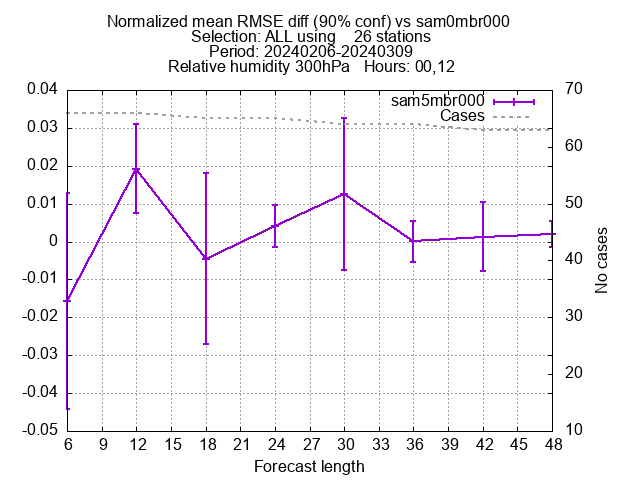 Normalized mean RMSE diff (90% conf) vs sam0mbr000
Selection: ALL using    26 stations
Period: 20240206-20240309
Relative humidity 300hPa   Hours: 00,12
sam5mbr000
Cases
0.04
0.03
0.02
0.01
0
-0.01
-0.02
-0.03
-0.04
-0.05
70
60
50
40
30
20
10
No cases
6 9 12 15 18 21 24 27 30 33 36 39 42 45 48
Forecast length